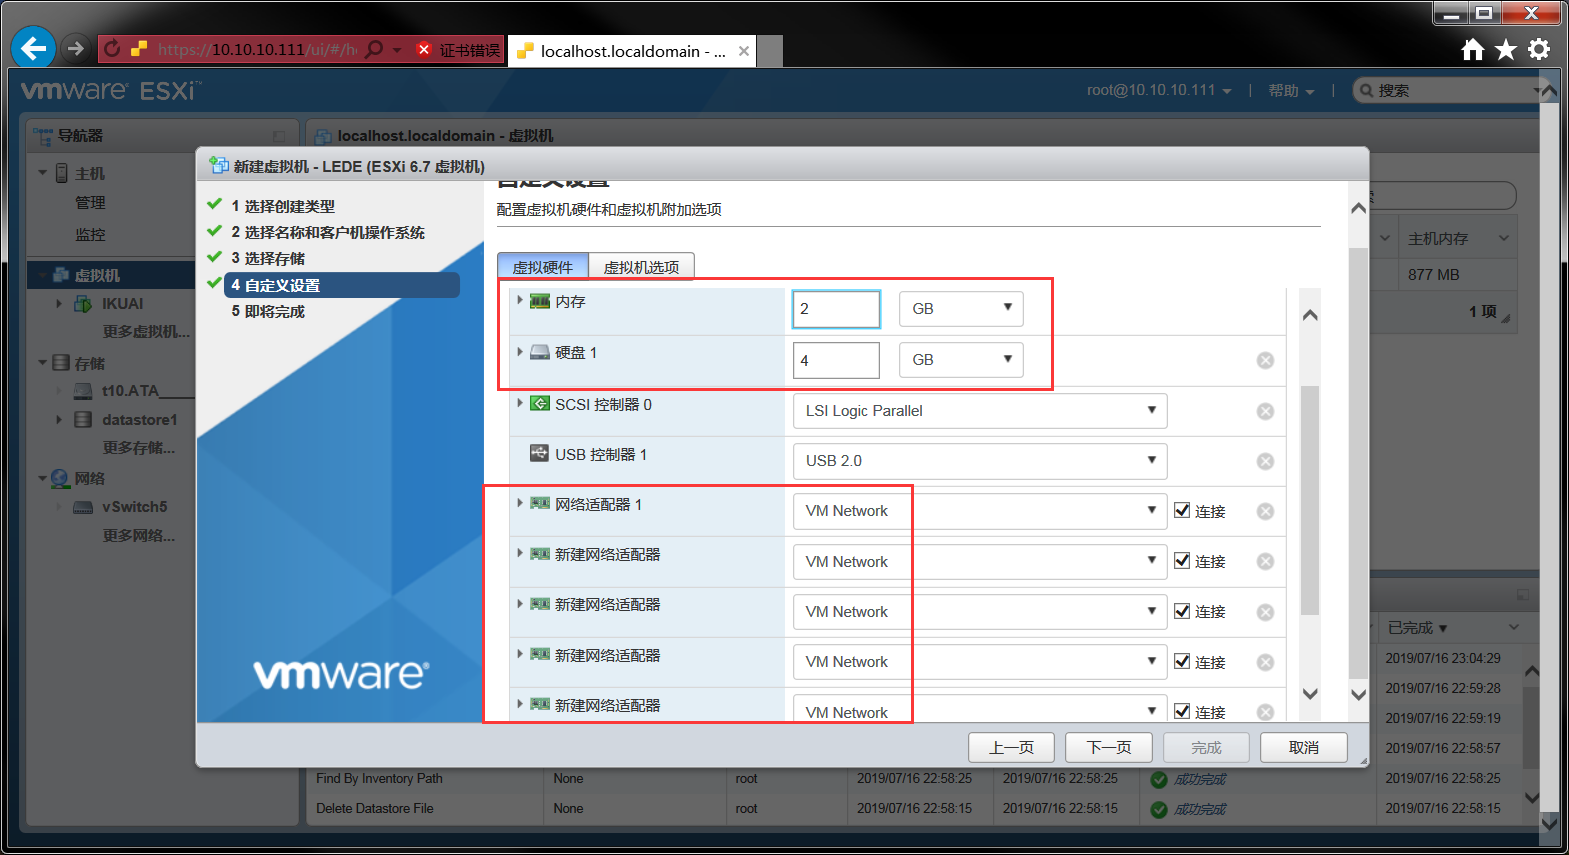 https://10.10.10.111/ui/#/h
证书错误
localhost.localdomain - ...
vmware ESXi™
root@10.10.10.111
帮助
搜索
导航器
localhost.localdomain - 虚拟机
主机
管理
监控
虚拟机
IKUAI
更多虚拟机...
存储
t10.ATA_____
datastore1
更多存储...
网络
vSwitch5
更多网络...
新建虚拟机 - LEDE (ESXi 6.7 虚拟机)
1 选择创建类型
2 选择名称和客户机操作系统
3 选择存储
4 自定义设置
5 即将完成
vmware®
自定义设置
配置虚拟机硬件和虚拟机附加选项
虚拟硬件
虚拟机选项
内存 2 GB
硬盘 1 4 GB
SCSI 控制器 0 LSI Logic Parallel
USB 控制器 1 USB 2.0
网络适配器 1 VM Network 连接
新建网络适配器 VM Network 连接
新建网络适配器 VM Network 连接
新建网络适配器 VM Network 连接
新建网络适配器 VM Network 连接
上一页 下一页 完成 取消
主机内存
877 MB
1 项
已完成 ▼
2019/07/16 23:04:29
2019/07/16 22:59:28
2019/07/16 22:59:19
2019/07/16 22:58:57
Find By Inventory Path None root 2019/07/16 22:58:25 2019/07/16 22:58:25 成功完成 2019/07/16 22:58:25
Delete Datastore File None root 2019/07/16 22:58:15 2019/07/16 22:58:15 成功完成 2019/07/16 22:58:15